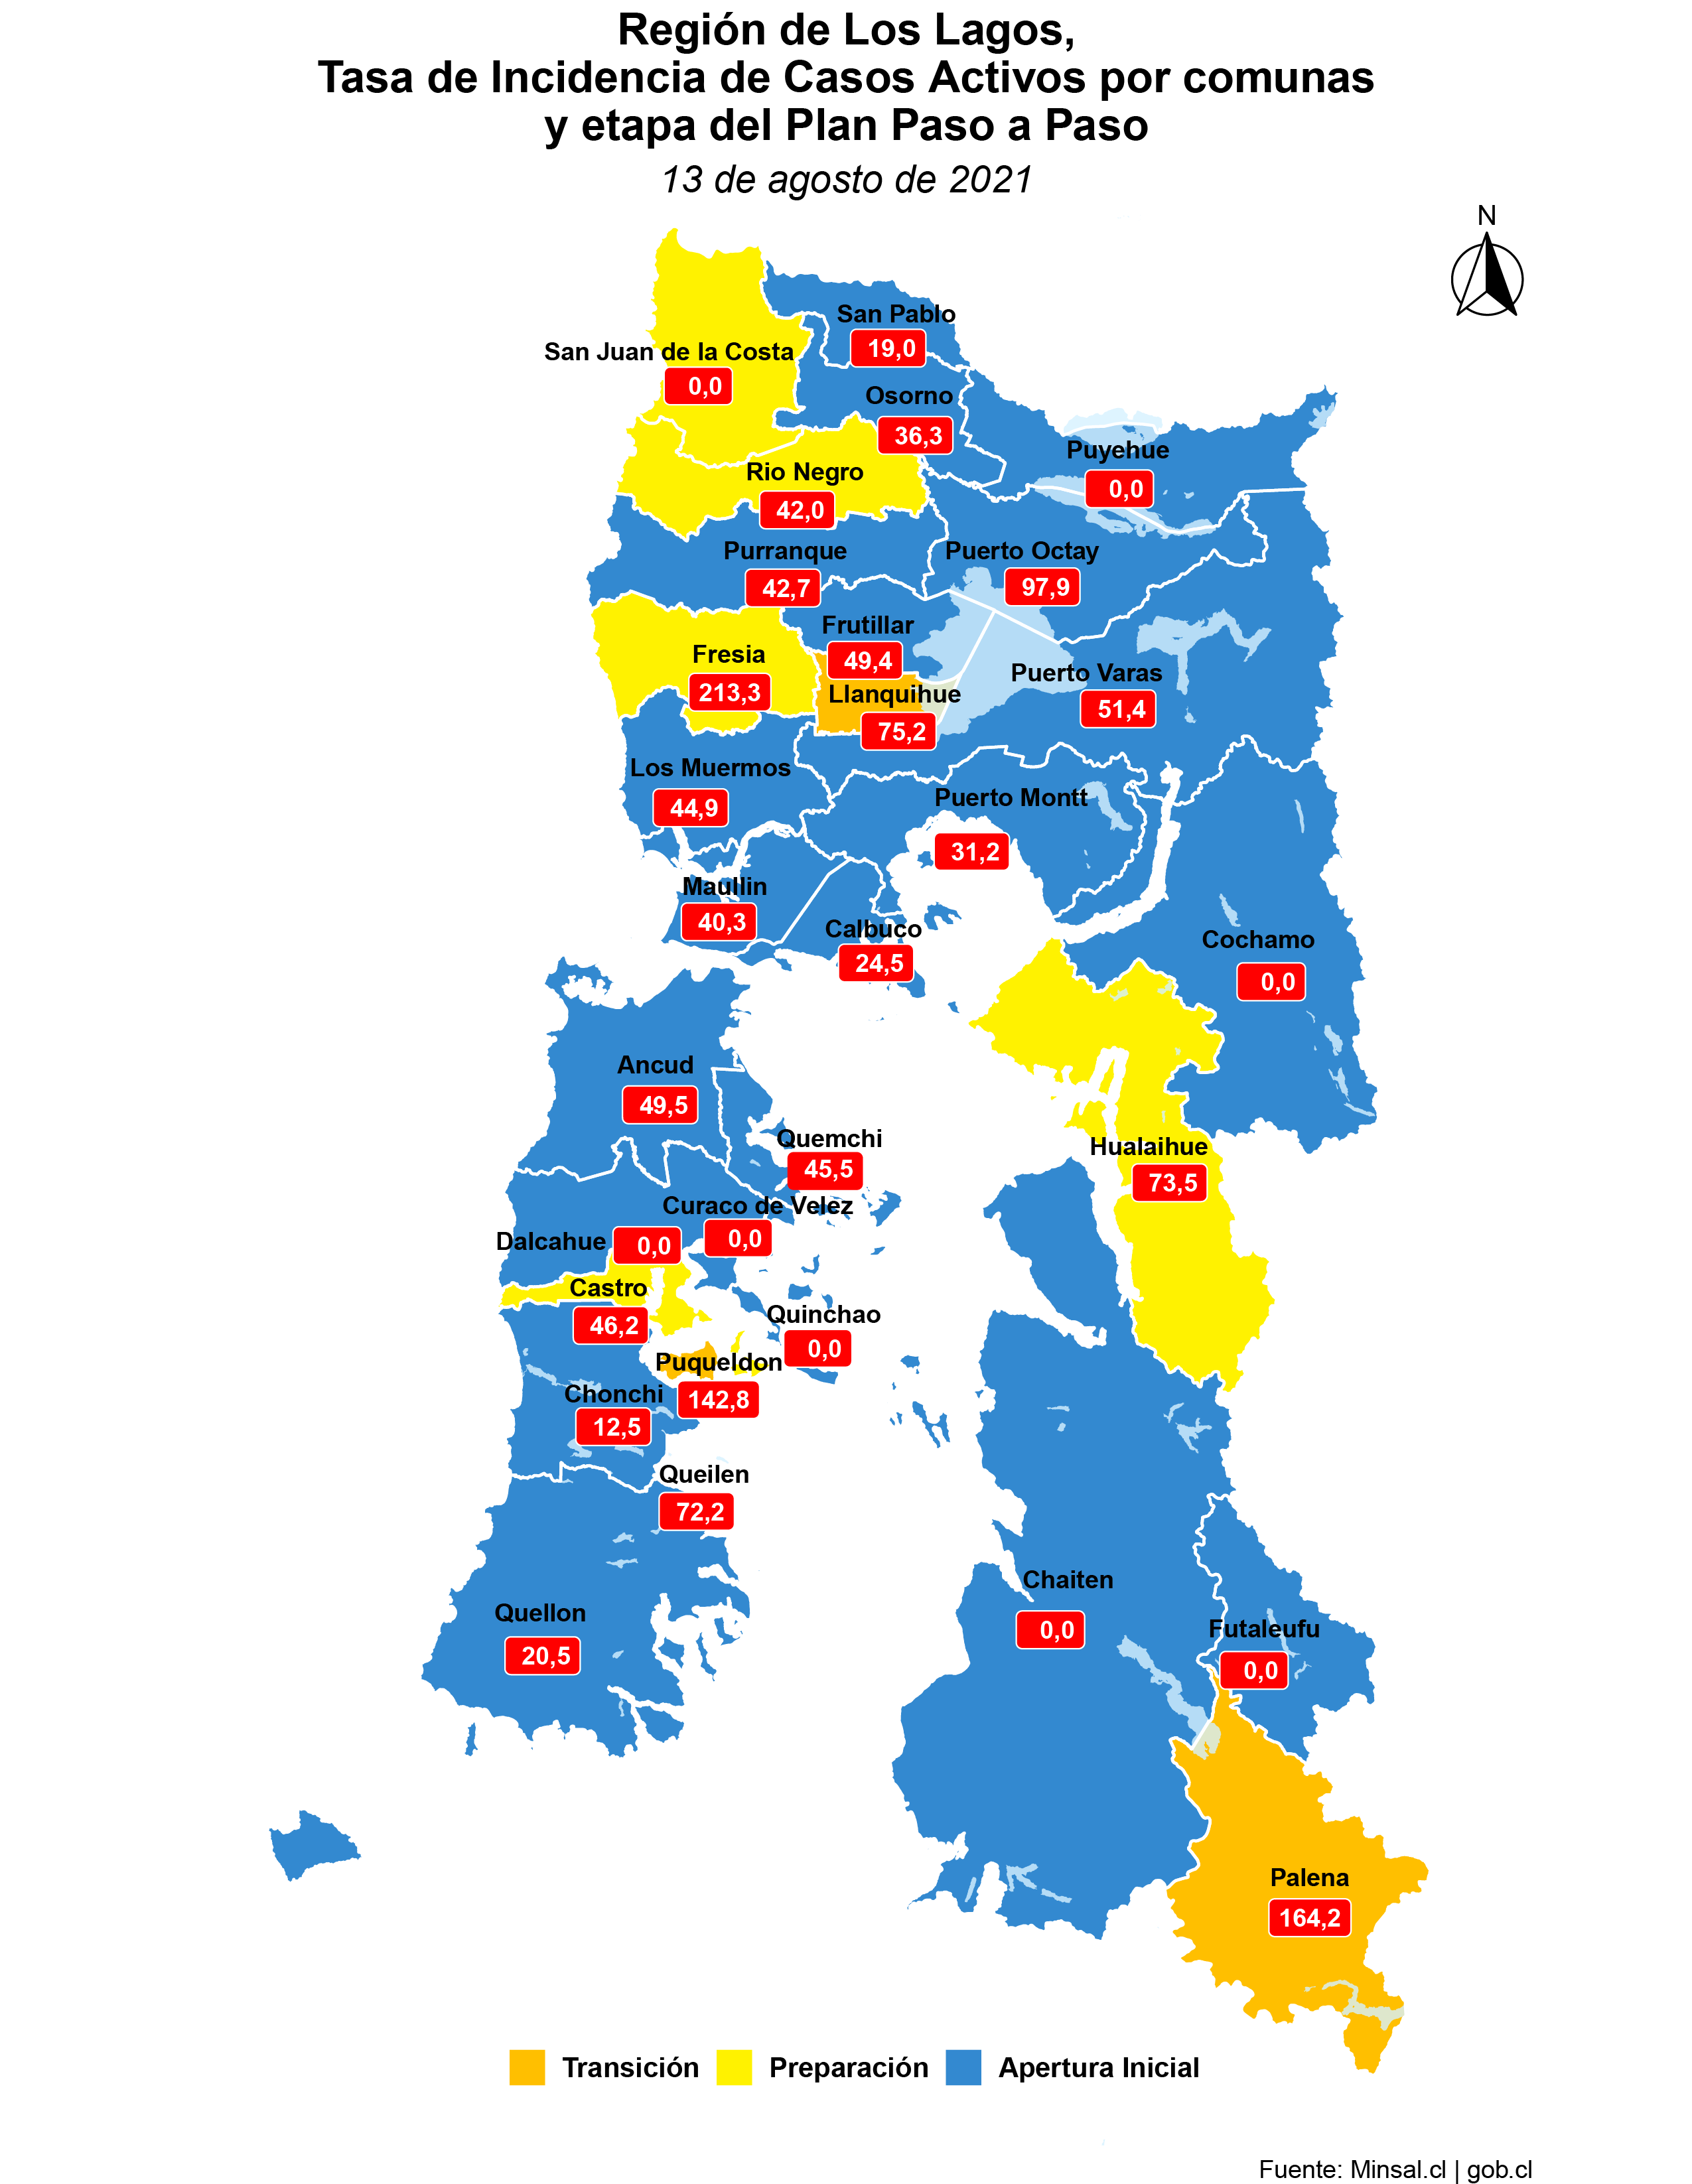 Región de Los Lagos,
Tasa de Incidencia de Casos Activos por comunas
y etapa del Plan Paso a Paso
13 de agosto de 2021
N
San Pablo
19,0
San Juan de la Costa
0,0
Osorno
36,3
Puyehue
0,0
Rio Negro
42,0
Purranque
42,7
Puerto Octay
97,9
Frutillar
49,4
Fresia
213,3
Puerto Varas
51,4
Llanquihue
75,2
Los Muermos
44,9
Puerto Montt
31,2
Maullin
40,3
Calbuco
24,5
Cochamo
0,0
Ancud
49,5
Quemchi
45,5
Hualaihue
73,5
Curaco de Velez
0,0
Dalcahue
0,0
Castro
46,2
Quinchao
0,0
Puqueldon
142,8
Chonchi
12,5
Queilen
72,2
Chaiten
0,0
Quellon
20,5
Futaleufu
0,0
Palena
164,2
Transición
Preparación
Apertura Inicial
Fuente: Minsal.cl | gob.cl